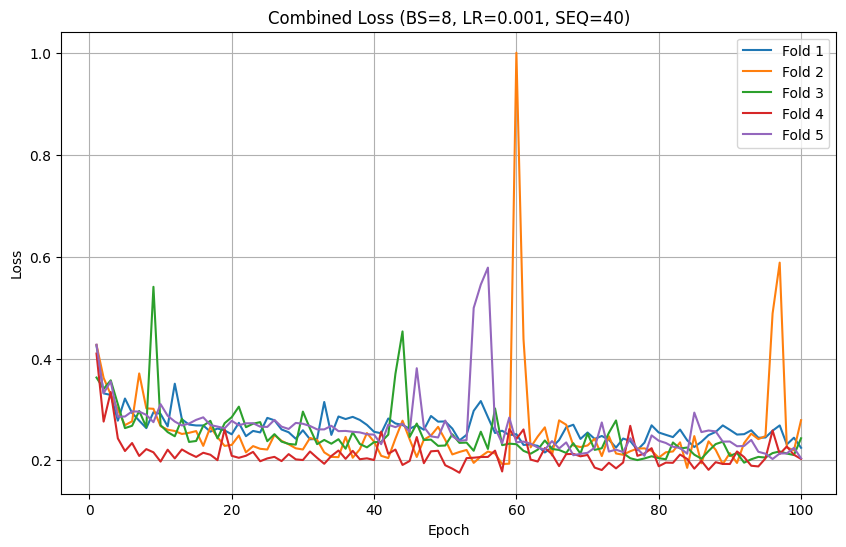 Combined Loss (BS=8, LR=0.001, SEQ=40)
Fold 1
Fold 2
Fold 3
Fold 4
Fold 5
Loss
1.0
0.8
0.6
0.4
0.2
0 20 40 60 80 100
Epoch